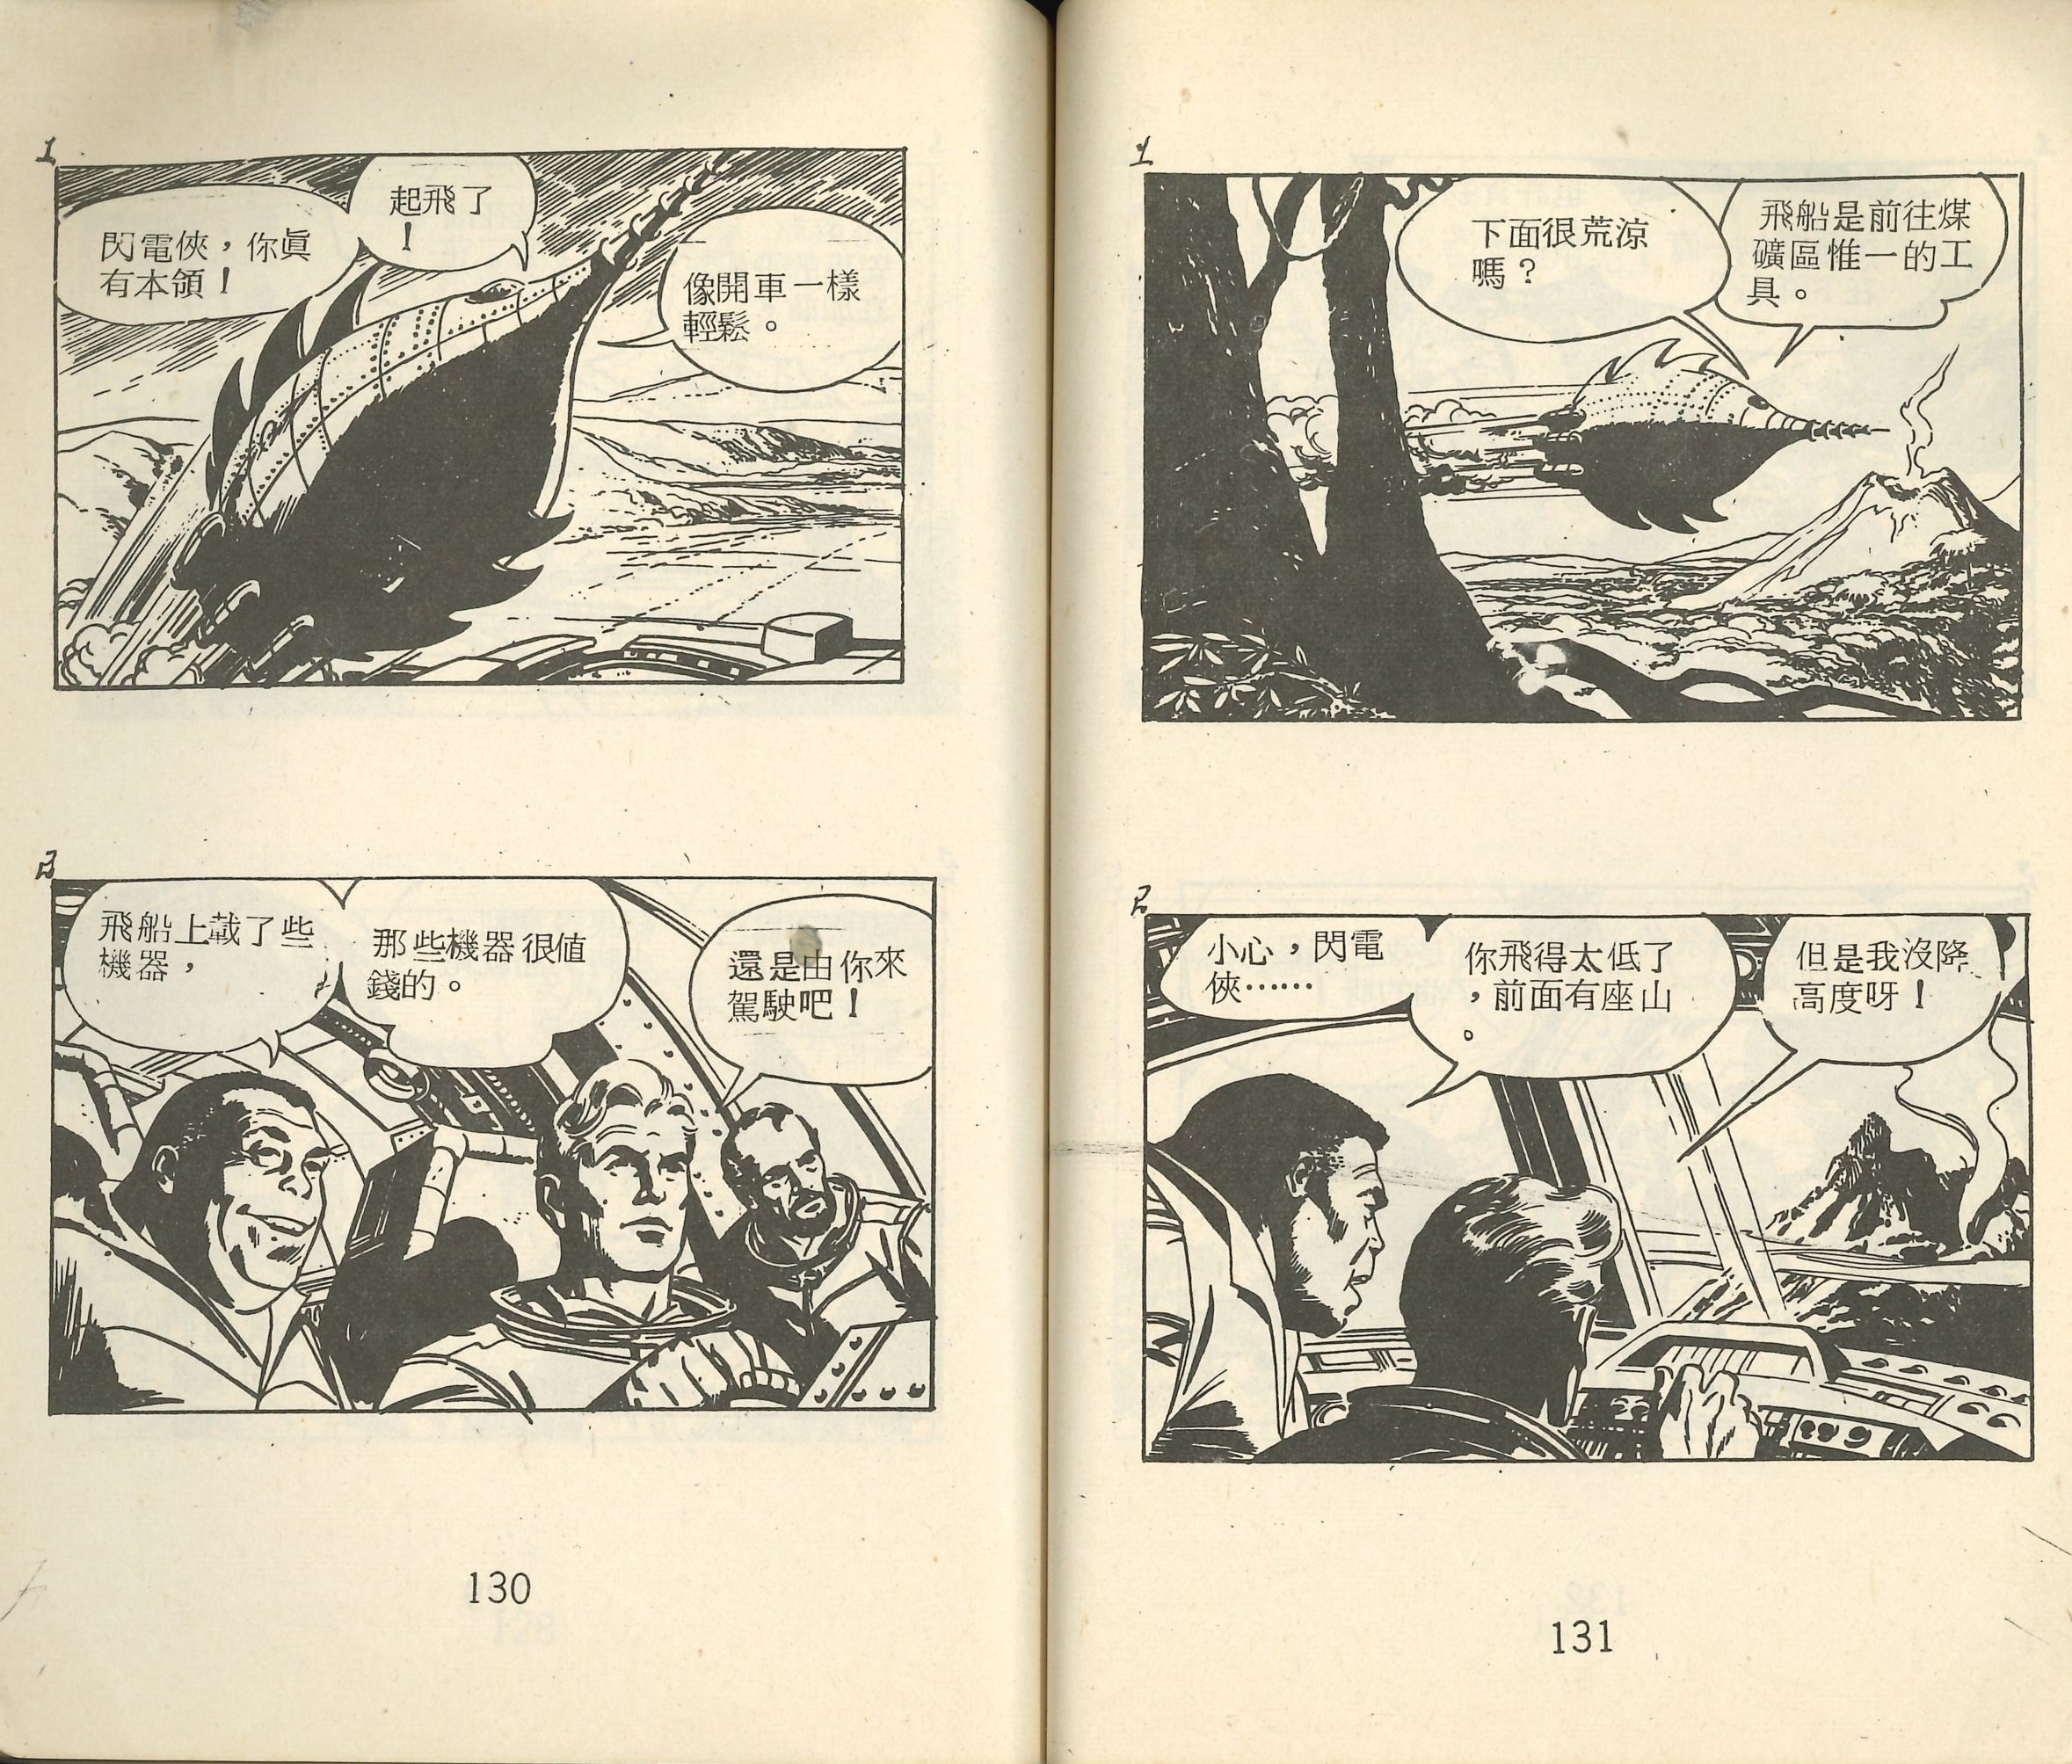 1
閃電俠，你眞
有本領！
起飛了
！
像開車一樣
輕鬆。
2
飛船上載了些
機器，
那些機器很值
錢的。
還是由你來
駕駛吧！
130
1
下面很荒涼
嗎？
飛船是前往煤
礦區惟一的工
具。
2
小心，閃電
俠……
你飛得太低了
，前面有座山
。
但是我沒降
高度呀！
131